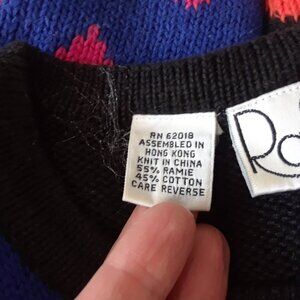 RN 62018
ASSEMBLED IN
HONG KONG
KNIT IN CHINA
55% RAMIE
45% COTTON
CARE REVERSE